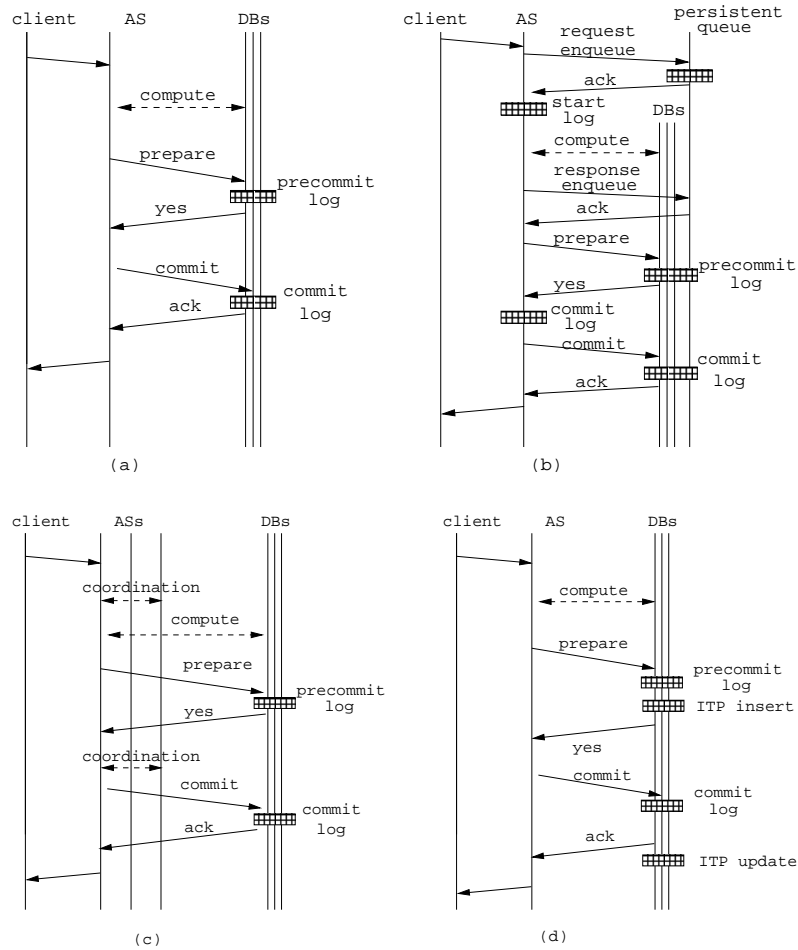 client AS DBs
compute
prepare
precommit
log
yes
commit
commit
log
ack
(a)
client AS persistent
queue
request
enqueue
ack
start
log
DBs
compute
response
enqueue
ack
prepare
precommit
log
yes
commit
log
commit
commit
log
ack
(b)
client ASs DBs
coordination
compute
prepare
precommit
log
yes
coordination
commit
commit
log
ack
(c)
client AS DBs
compute
prepare
precommit
log
ITP insert
yes
commit
commit
log
ack
ITP update
(d)